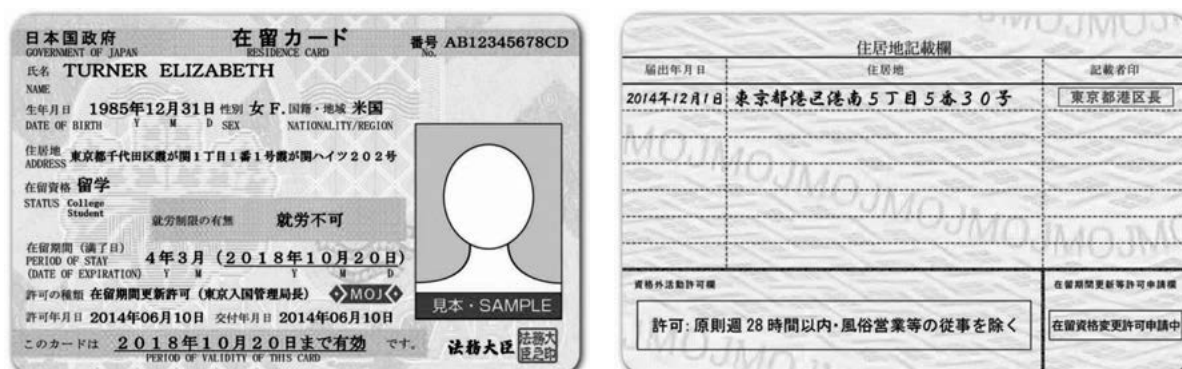 日本国政府 在留カード 番号 AB12345678CD
GOVERNMENT OF JAPAN RESIDENCE CARD No.
氏名 TURNER ELIZABETH
NAME
生年月日 1985年12月31日 性別 女 F. 国籍・地域 米国
DATE OF BIRTH Y M D SEX NATIONALITY/REGION
住居地 東京都千代田区霞が関1丁目1番1号霞が関ハイツ202号
ADDRESS
在留資格 留学
STATUS College
Student
就労制限の有無 就労不可
在留期間(満了日)
PERIOD OF STAY 4年3月(2018年10月20日)
(DATE OF EXPIRATION) Y M Y M D
許可の種類 在留期間更新許可(東京入国管理局長) MOJ
見本・SAMPLE
許可年月日 2014年06月10日 交付年月日 2014年06月10日
このカードは 2018年10月20日まで有効 です。
PERIOD OF VALIDITY OF THIS CARD
法務大臣
住居地記載欄
届出年月日 住居地 記載者印
2014年12月1日 東京都港区港南5丁目5番30号 東京都港区長
MOJMOJMOJMOJMOJMOJ
資格外活動許可欄 在留期間更新等許可申請欄
許可:原則週28時間以内・風俗営業等の従事を除く 在留資格変更許可申請中